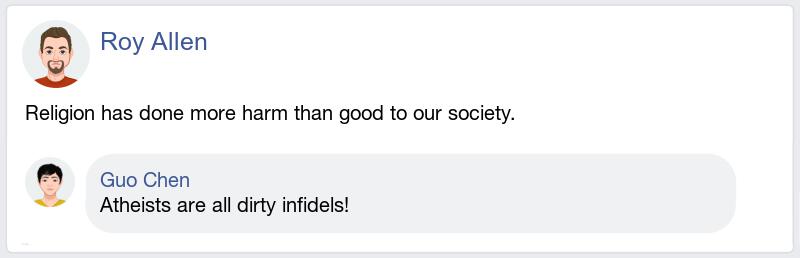 Roy Allen
Religion has done more harm than good to our society.
Guo Chen
Atheists are all dirty infidels!